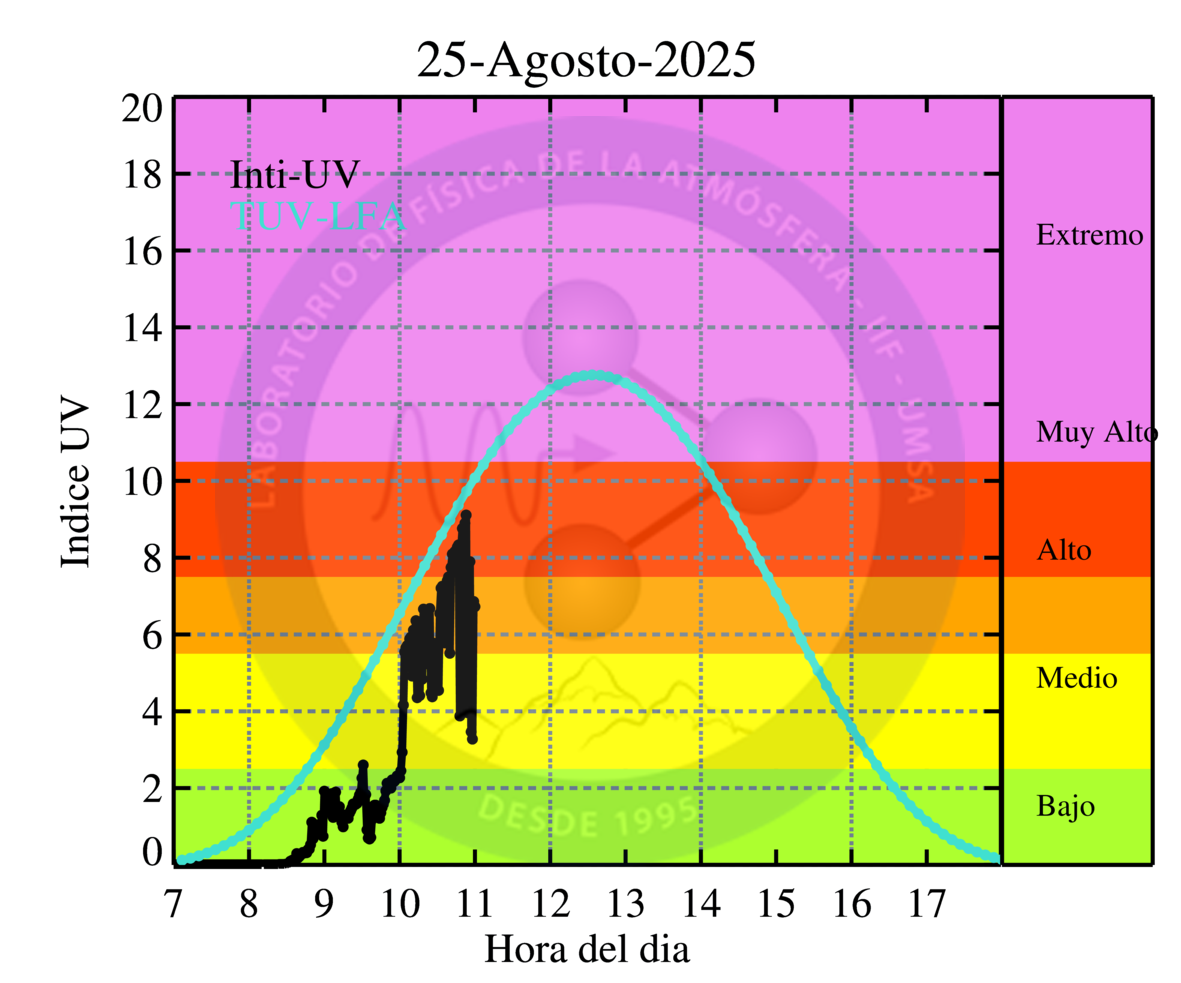 25-Agosto-2025
20
18
16
14
12
10
8
6
4
2
0
Indice UV
Inti-UV
TUV-LFA
LABORATORIO DE FÍSICA DE LA ATMÓSFERA - IIF - UMSA
DESDE 1995
Extremo
Muy Alto
Alto
Medio
Bajo
7 8 9 10 11 12 13 14 15 16 17
Hora del dia